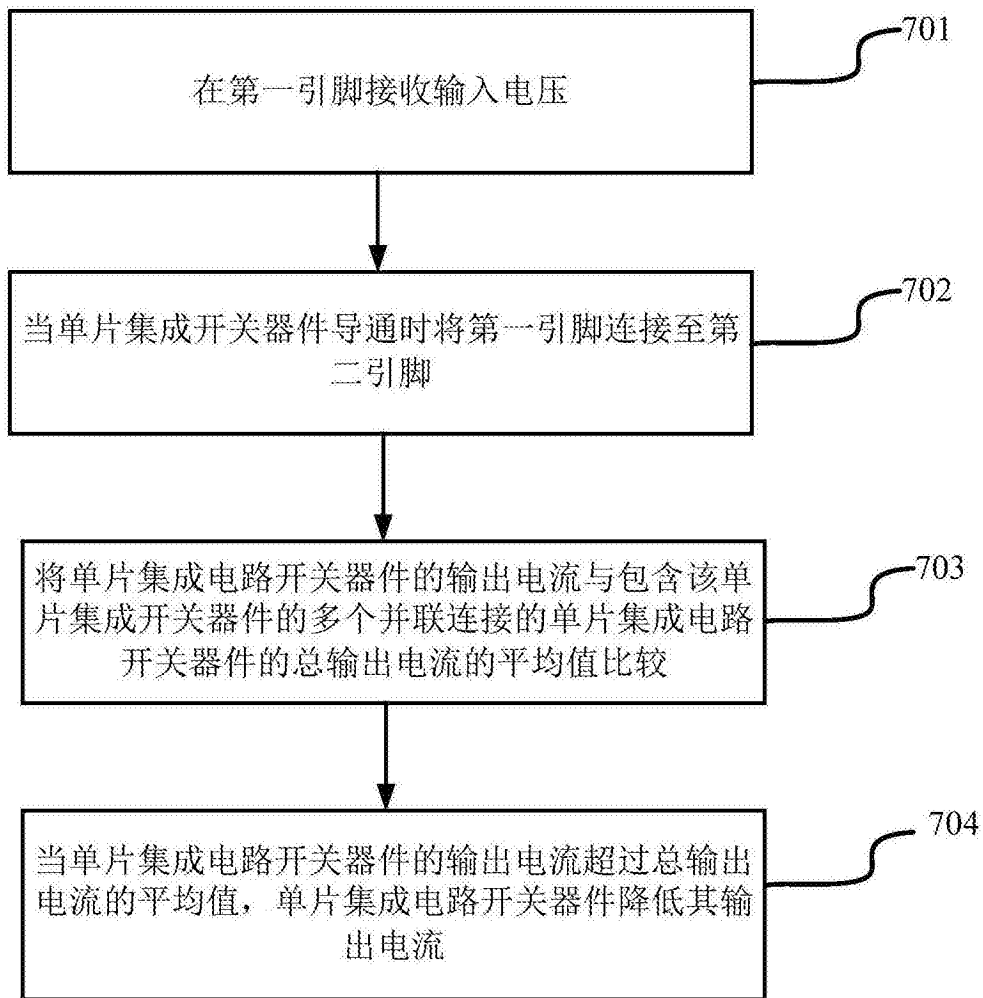 701
在第一引脚接收输入电压
702
当单片集成开关器件导通时将第一引脚连接至第
二引脚
703
将单片集成电路开关器件的输出电流与包含该单
片集成开关器件的多个并联连接的单片集成电路
开关器件的总输出电流的平均值比较
704
当单片集成电路开关器件的输出电流超过总输出
电流的平均值，单片集成电路开关器件降低其输
出电流